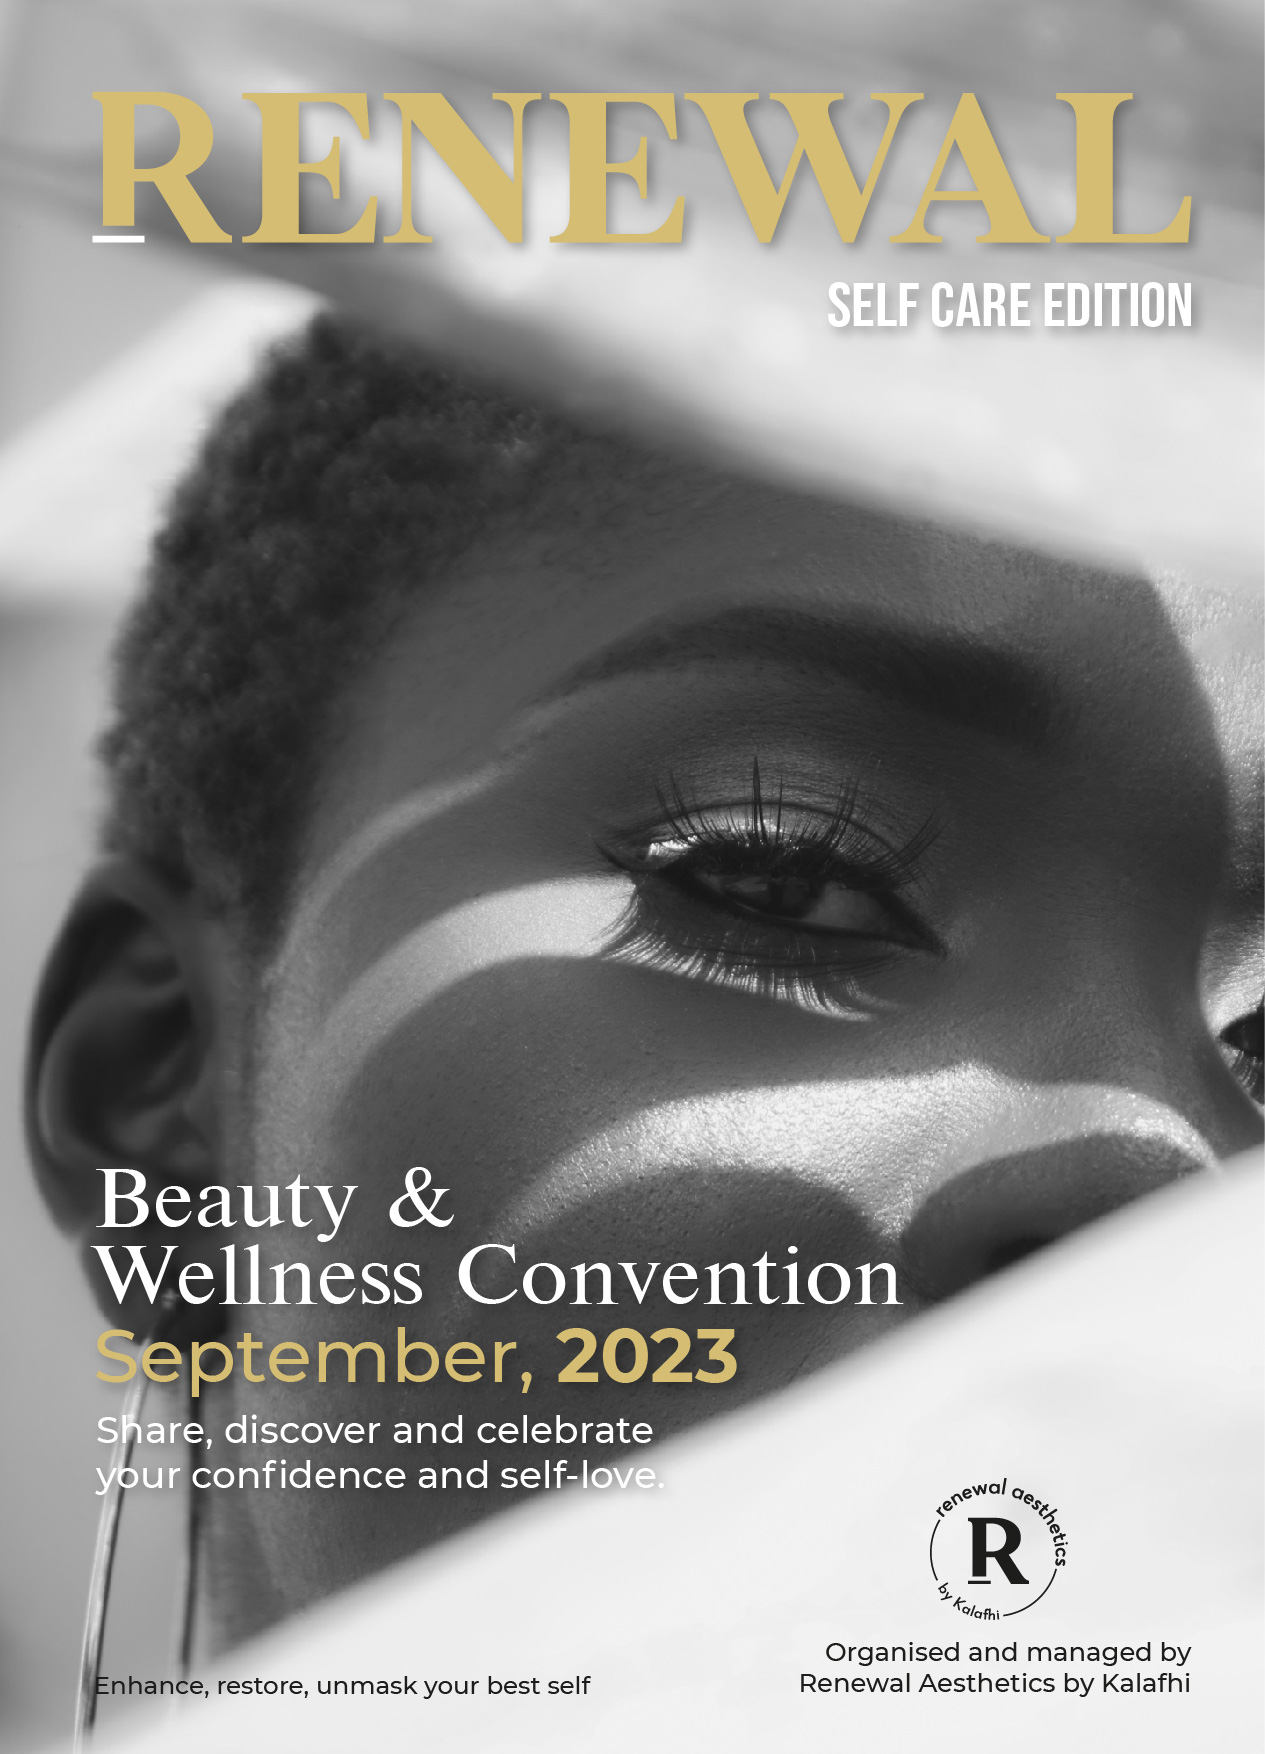 RENEWAL
SELF CARE EDITION
Beauty &
Wellness Convention
September, 2023
Share, discover and celebrate
your confidence and self-love.
renewal aesthetics
R
by Kalafhi
Organised and managed by
Renewal Aesthetics by Kalafhi
Enhance, restore, unmask your best self